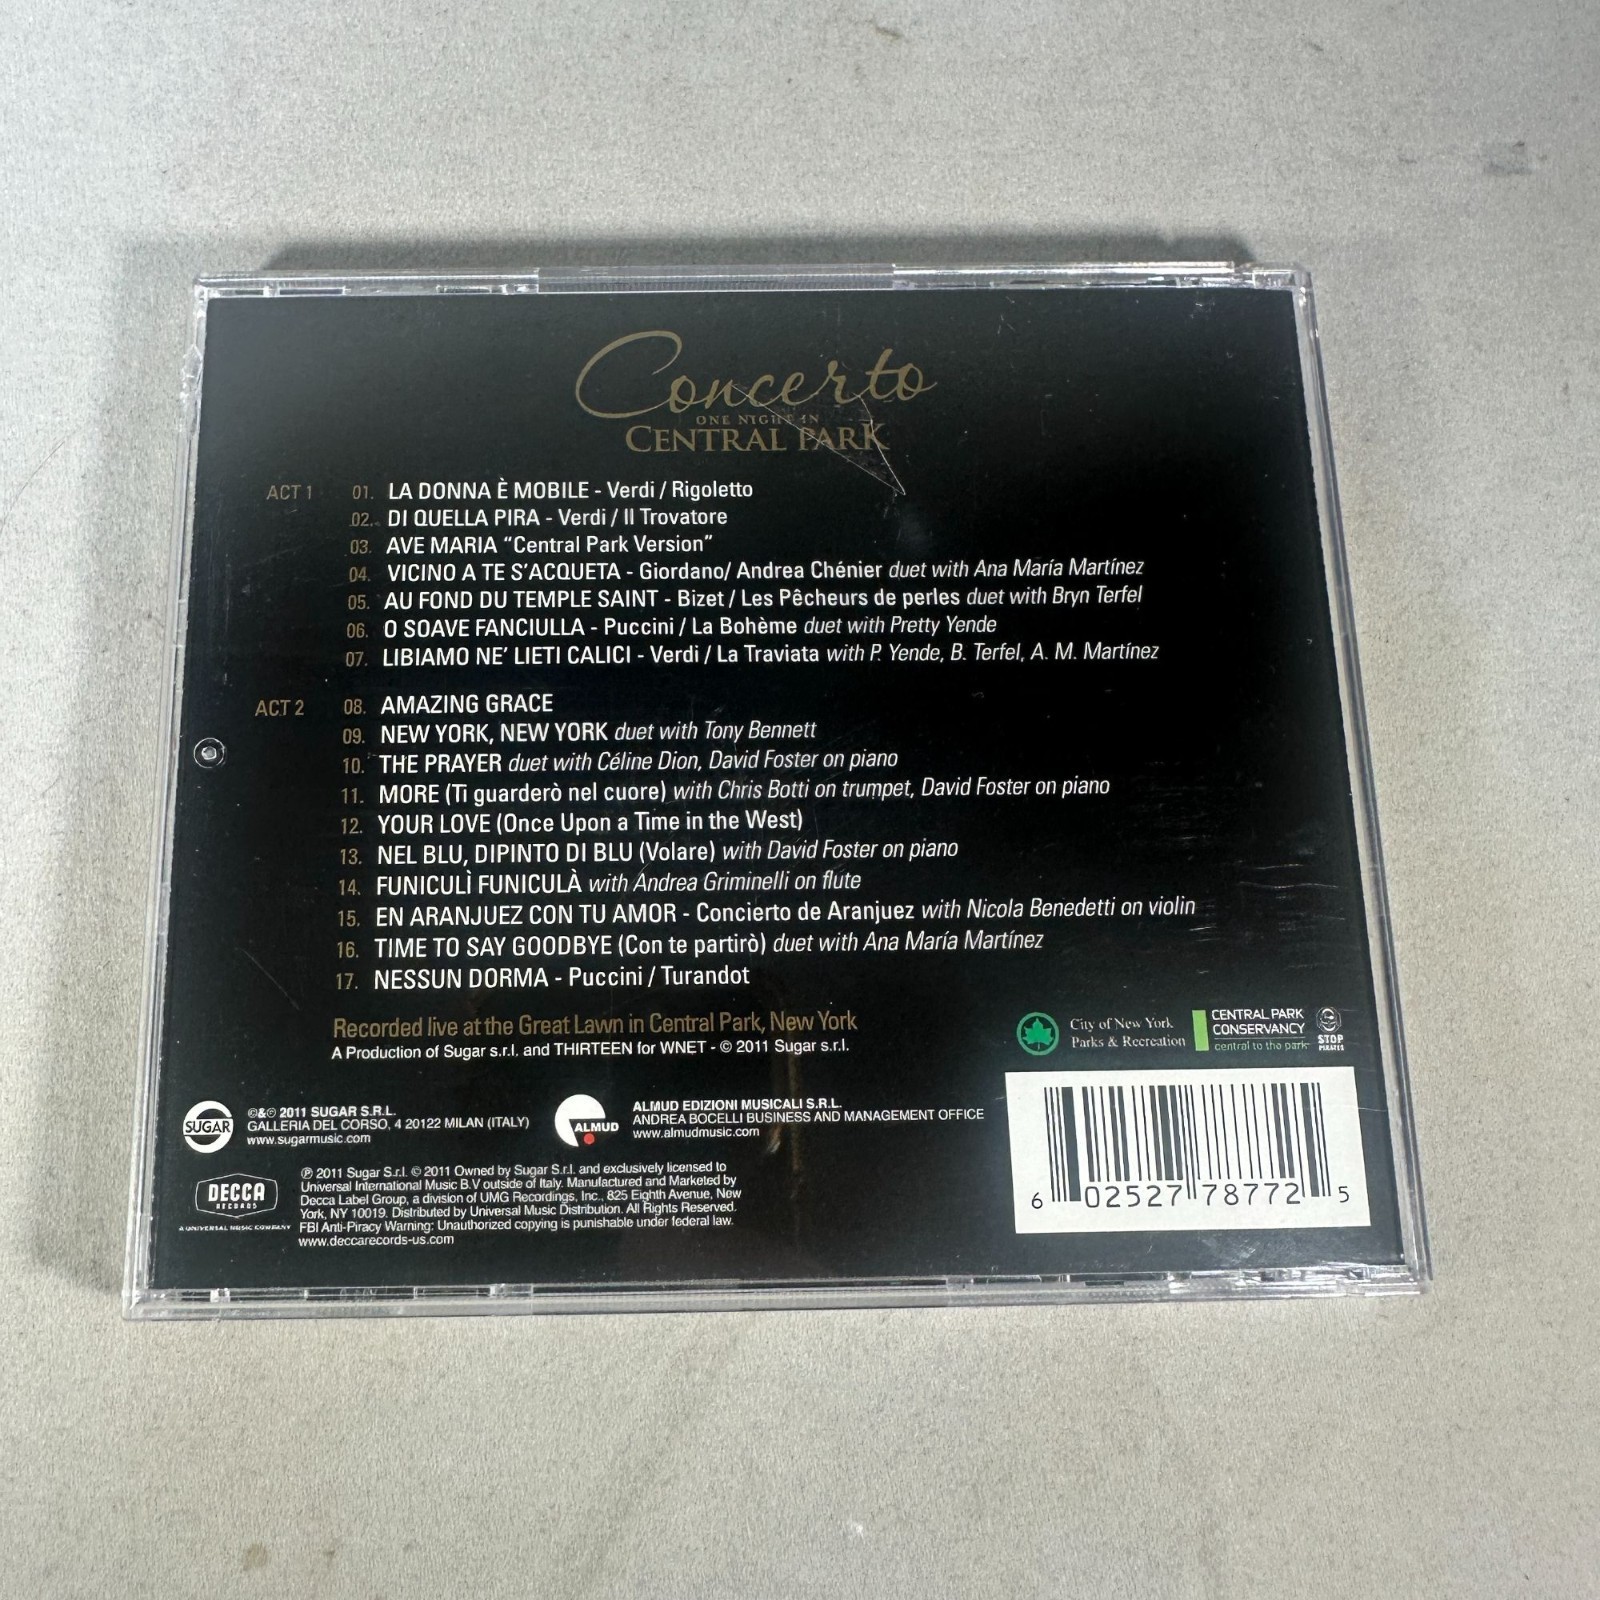 Concerto
ONE NIGHT IN
CENTRAL PARK
ACT 1 01. LA DONNA È MOBILE - Verdi / Rigoletto
02. DI QUELLA PIRA - Verdi / Il Trovatore
03. AVE MARIA “Central Park Version”
04. VICINO A TE S’ACQUETA - Giordano/ Andrea Chénier duet with Ana María Martínez
05. AU FOND DU TEMPLE SAINT - Bizet / Les Pêcheurs de perles duet with Bryn Terfel
06. O SOAVE FANCIULLA - Puccini / La Bohème duet with Pretty Yende
07. LIBIAMO NE’ LIETI CALICI - Verdi / La Traviata with P. Yende, B. Terfel, A. M. Martínez
ACT 2 08. AMAZING GRACE
09. NEW YORK, NEW YORK duet with Tony Bennett
10. THE PRAYER duet with Céline Dion, David Foster on piano
11. MORE (Ti guarderò nel cuore) with Chris Botti on trumpet, David Foster on piano
12. YOUR LOVE (Once Upon a Time in the West)
13. NEL BLU, DIPINTO DI BLU (Volare) with David Foster on piano
14. FUNICULÌ FUNICULÀ with Andrea Griminelli on flute
15. EN ARANJUEZ CON TU AMOR - Concierto de Aranjuez with Nicola Benedetti on violin
16. TIME TO SAY GOODBYE (Con te partirò) duet with Ana María Martínez
17. NESSUN DORMA - Puccini / Turandot
Recorded live at the Great Lawn in Central Park, New York
A Production of Sugar s.r.l. and THIRTEEN for WNET - © 2011 Sugar s.r.l.
City of New York
Parks & Recreation
CENTRAL PARK
CONSERVANCY
central to the park
STOP
PIRATES
SUGAR
©&℗ 2011 SUGAR S.R.L.
GALLERIA DEL CORSO, 4 20122 MILAN (ITALY)
www.sugarmusic.com
ALMUD
ALMUD EDIZIONI MUSICALI S.R.L.
ANDREA BOCELLI BUSINESS AND MANAGEMENT OFFICE
www.almudmusic.com
DECCA
RECORDS
A UNIVERSAL MUSIC COMPANY
℗ 2011 Sugar S.r.l. © 2011 Owned by Sugar S.r.l. and exclusively licensed to
Universal International Music B.V outside of Italy. Manufactured and Marketed by
Decca Label Group, a division of UMG Recordings, Inc., 825 Eighth Avenue, New
York, NY 10019. Distributed by Universal Music Distribution. All Rights Reserved.
FBI Anti-Piracy Warning: Unauthorized copying is punishable under federal law.
www.deccarecords-us.com
6 02527 78772 5